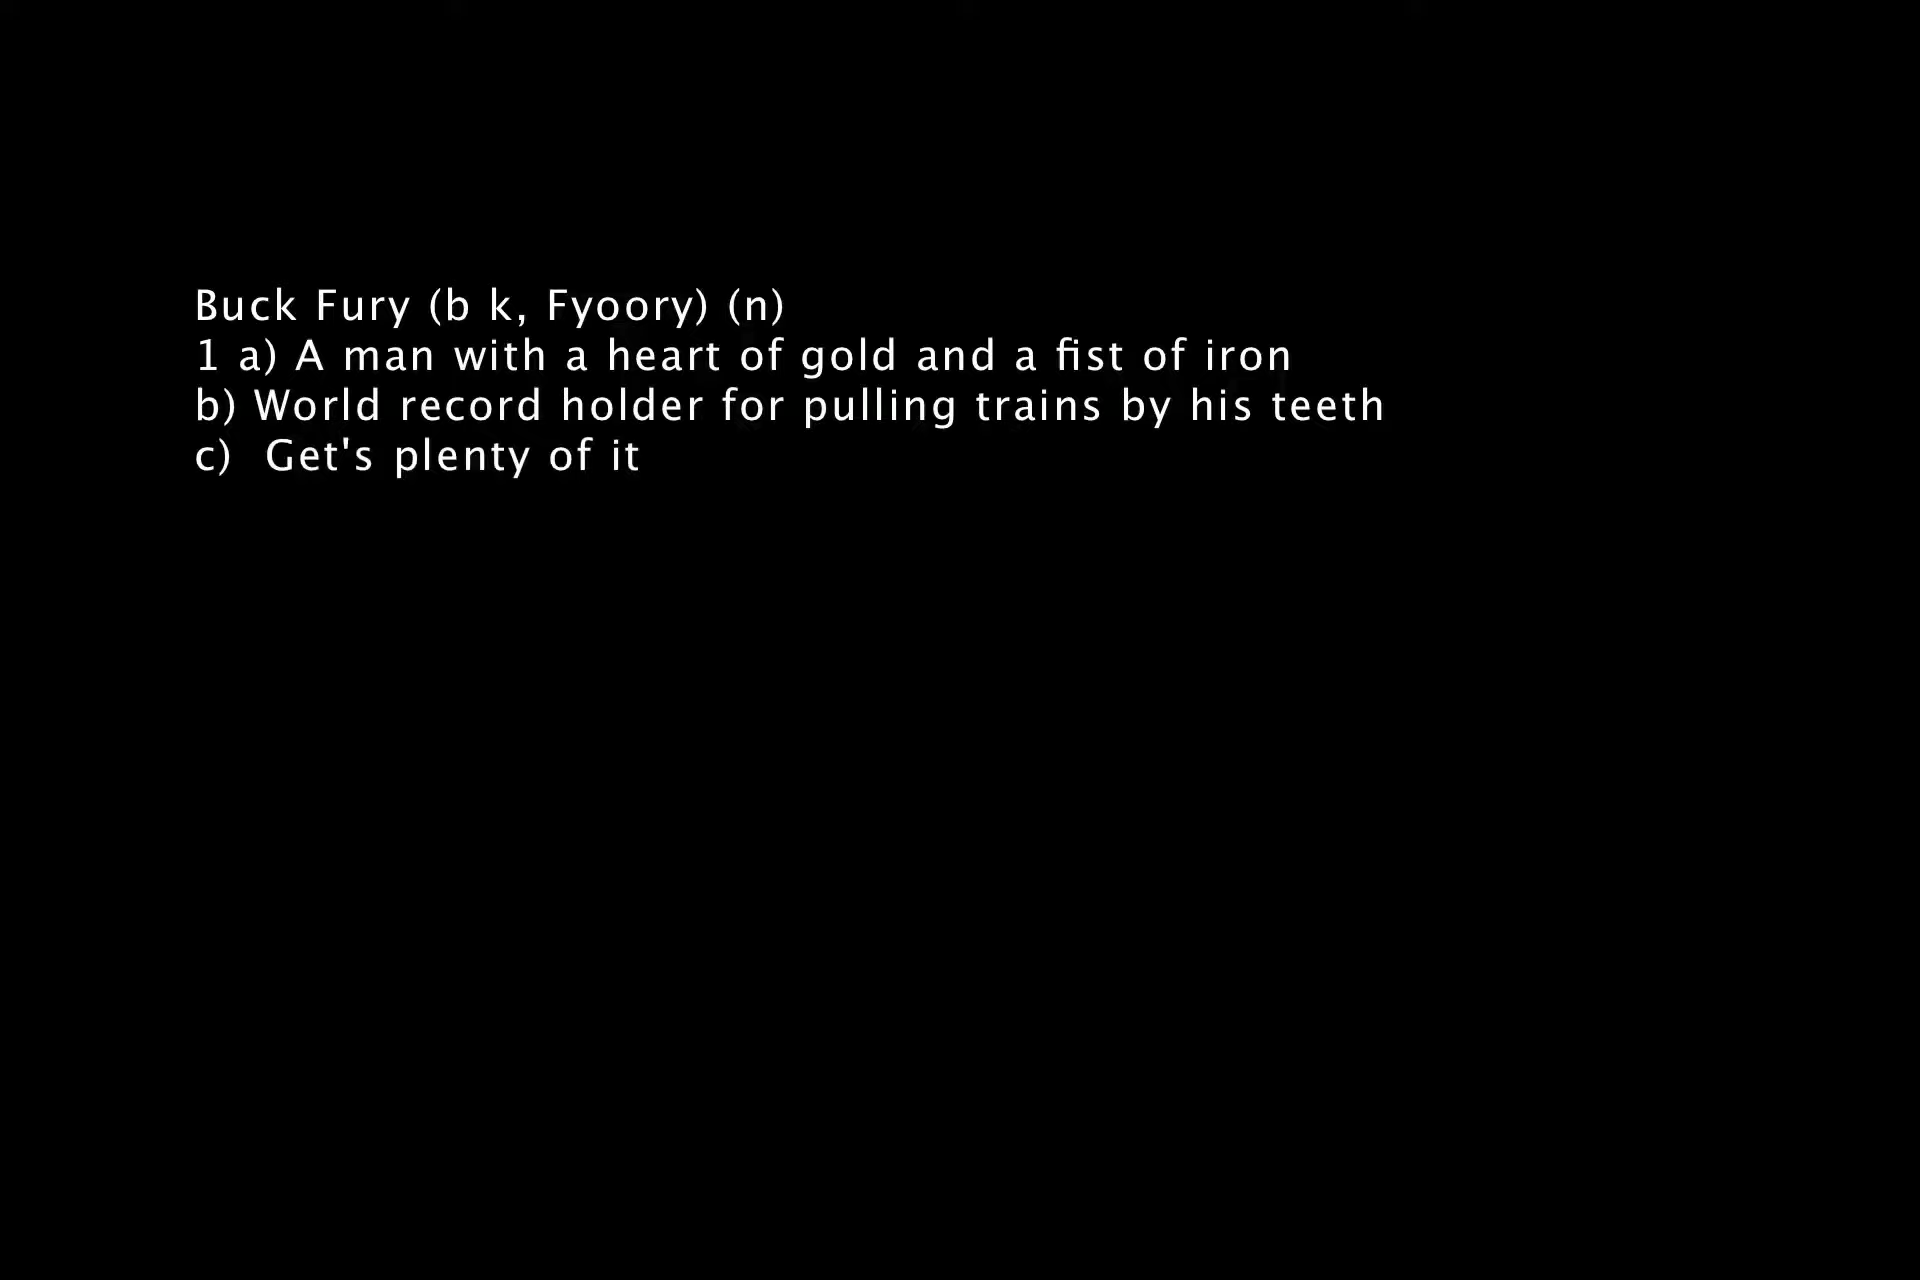 Buck Fury (b k, Fyoory) (n)
1 a) A man with a heart of gold and a fist of iron
b) World record holder for pulling trains by his teeth
c)  Get's plenty of it